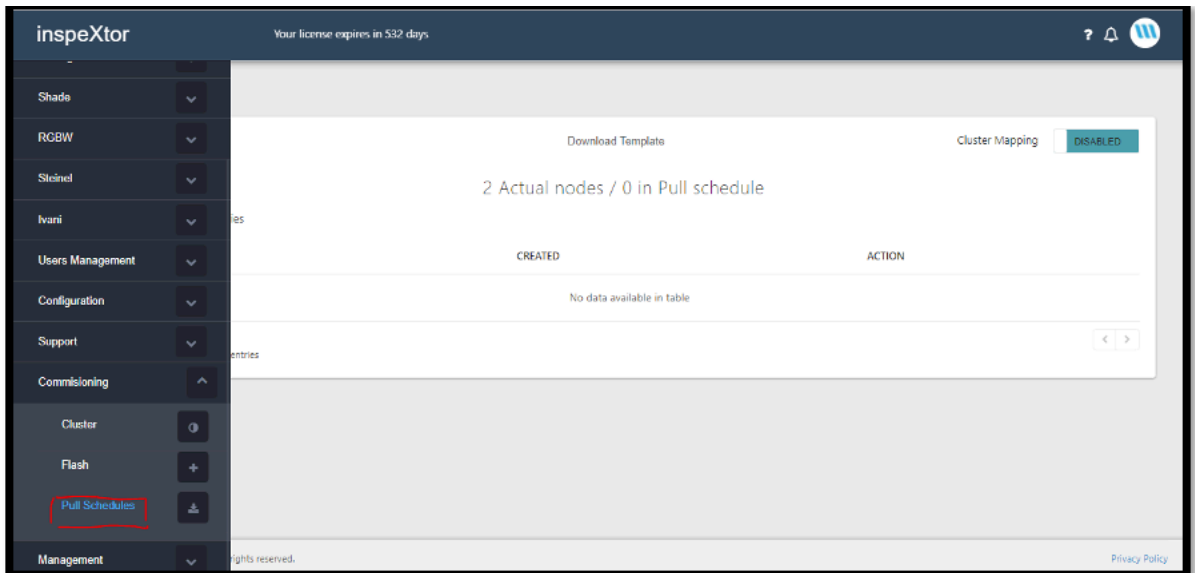 inspeXtor
Your license expires in 532 days
?
Shade
RGBW
Steinel
Ivani
Users Management
Configuration
Support
Commisioning
Cluster
Flash
Pull Schedules
Management
Download Template
Cluster Mapping
DISABLED
2 Actual nodes / 0 in Pull schedule
ies
CREATED
ACTION
No data available in table
entries
< >
rights reserved.
Privacy Policy